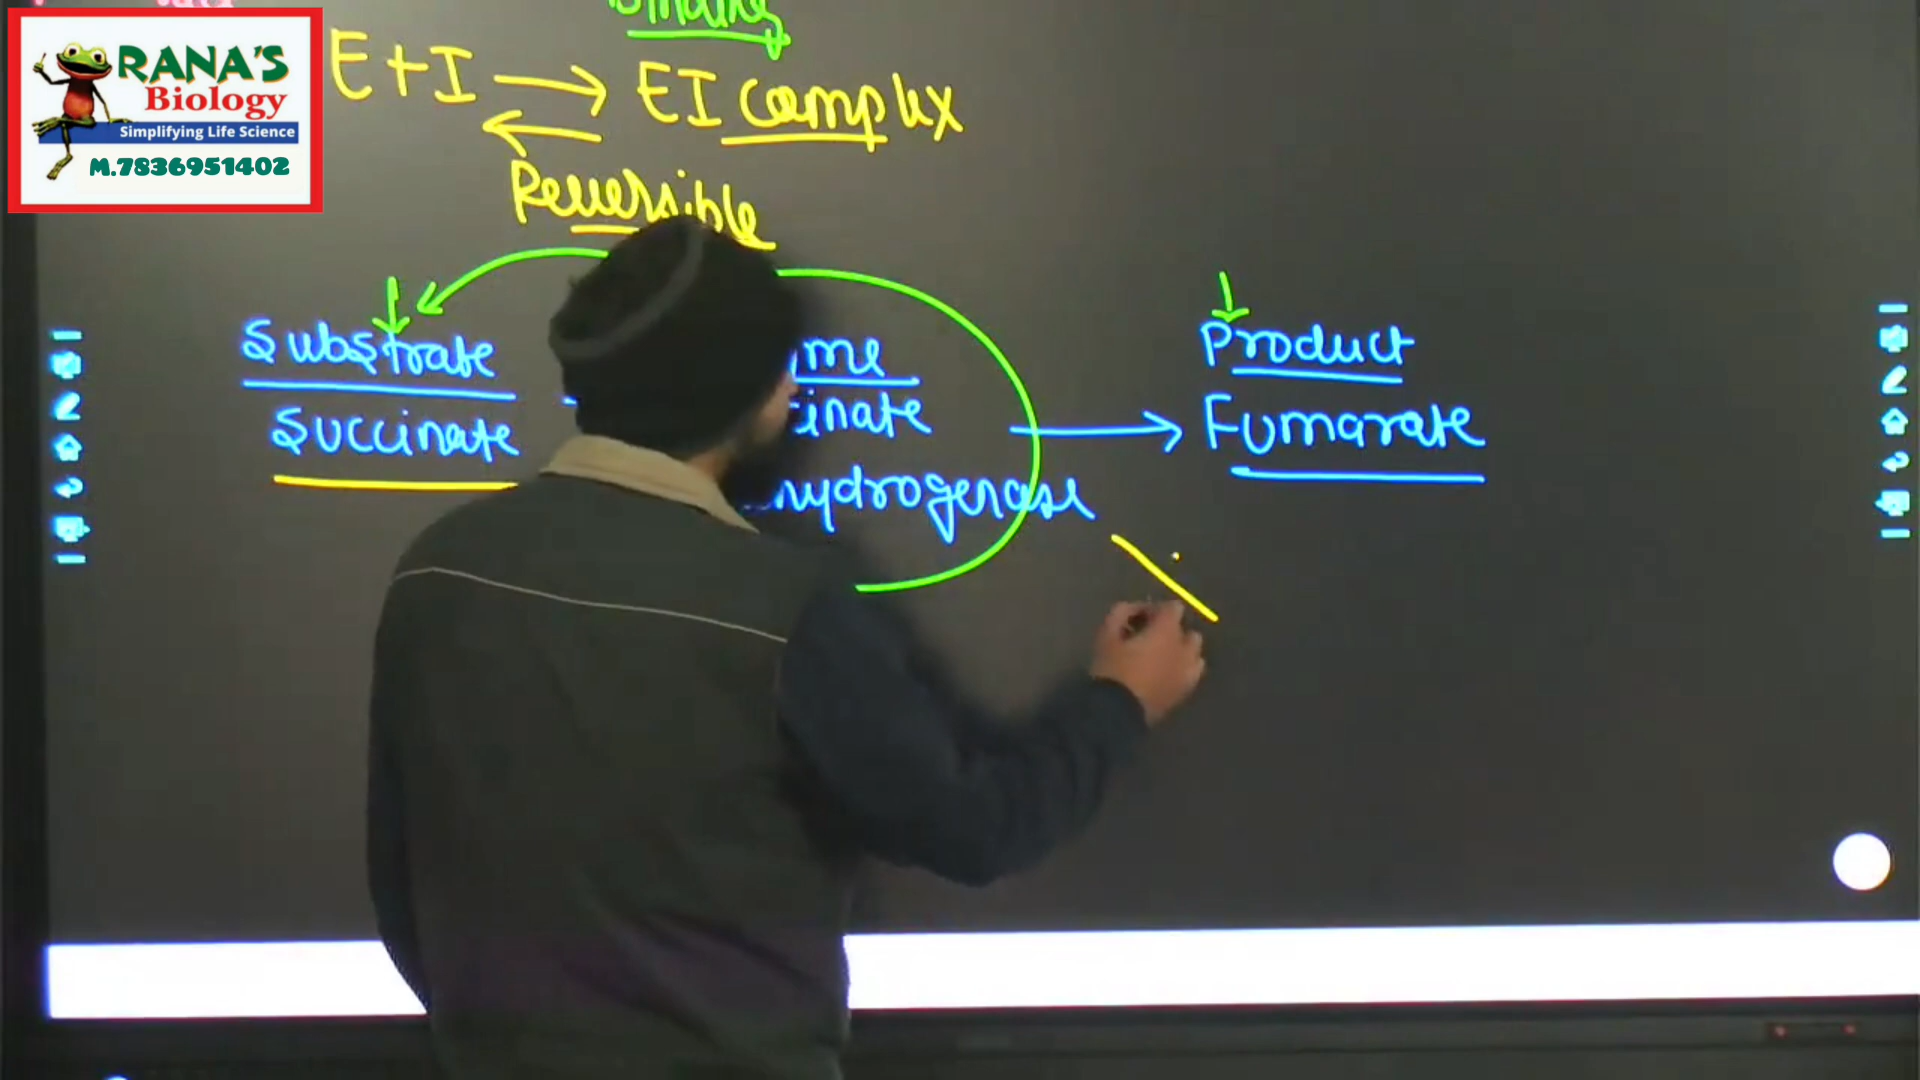 RANA'S
Biology
Simplifying Life Science
M.7836951402
E+I → EI complex
Reversible
Substrate
Product
Succinate
Fumarate